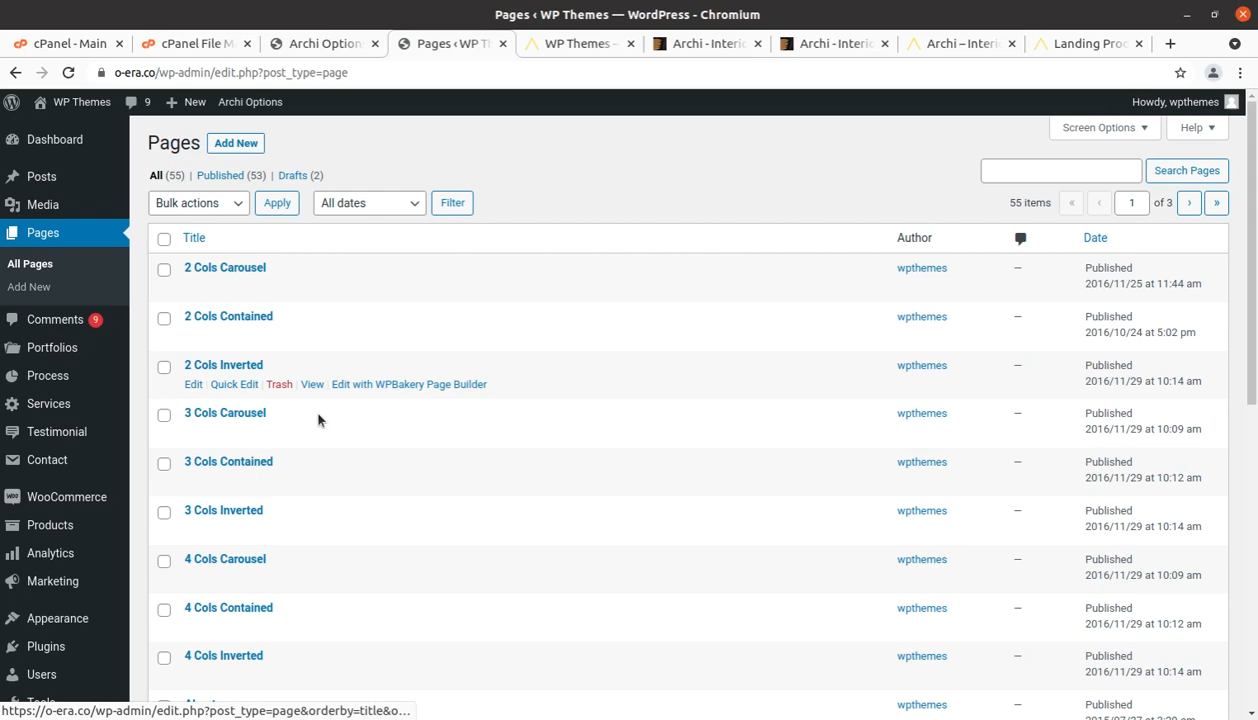 Pages ‹ WP Themes — WordPress - Chromium
cPanel - Main
cPanel File M
Archi Option
Pages ‹ WP T
WP Themes –
Archi - Interi
Archi - Interi
Archi – Interi
Landing Pro
o-era.co/wp-admin/edit.php?post_type=page
WP Themes 9 New Archi Options Howdy, wpthemes
Screen Options Help
Dashboard
Posts
Media
Pages
All Pages
Add New
Comments 9
Portfolios
Process
Services
Testimonial
Contact
WooCommerce
Products
Analytics
Marketing
Appearance
Plugins
Users
Pages Add New
All (55) | Published (53) | Drafts (2)
Search Pages
Bulk actions Apply All dates Filter
55 items « ‹ 1 of 3 › »
Title Author Date
2 Cols Carousel wpthemes — Published
2016/11/25 at 11:44 am
2 Cols Contained wpthemes — Published
2016/10/24 at 5:02 pm
2 Cols Inverted wpthemes — Published
Edit | Quick Edit | Trash | View | Edit with WPBakery Page Builder 2016/11/29 at 10:14 am
3 Cols Carousel wpthemes — Published
2016/11/29 at 10:09 am
3 Cols Contained wpthemes — Published
2016/11/29 at 10:12 am
3 Cols Inverted wpthemes — Published
2016/11/29 at 10:14 am
4 Cols Carousel wpthemes — Published
2016/11/29 at 10:09 am
4 Cols Contained wpthemes — Published
2016/11/29 at 10:12 am
4 Cols Inverted wpthemes — Published
2016/11/29 at 10:14 am
wpthemes — Published
https://o-era.co/wp-admin/edit.php?post_type=page&orderby=title&o...